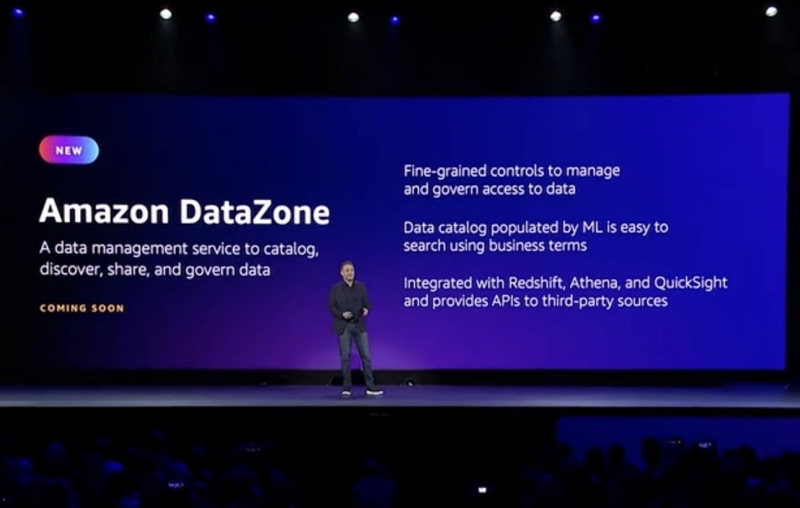 NEW
Amazon DataZone
A data management service to catalog,
discover, share, and govern data
COMING SOON
Fine-grained controls to manage
and govern access to data
Data catalog populated by ML is easy to
search using business terms
Integrated with Redshift, Athena, and QuickSight
and provides APIs to third-party sources